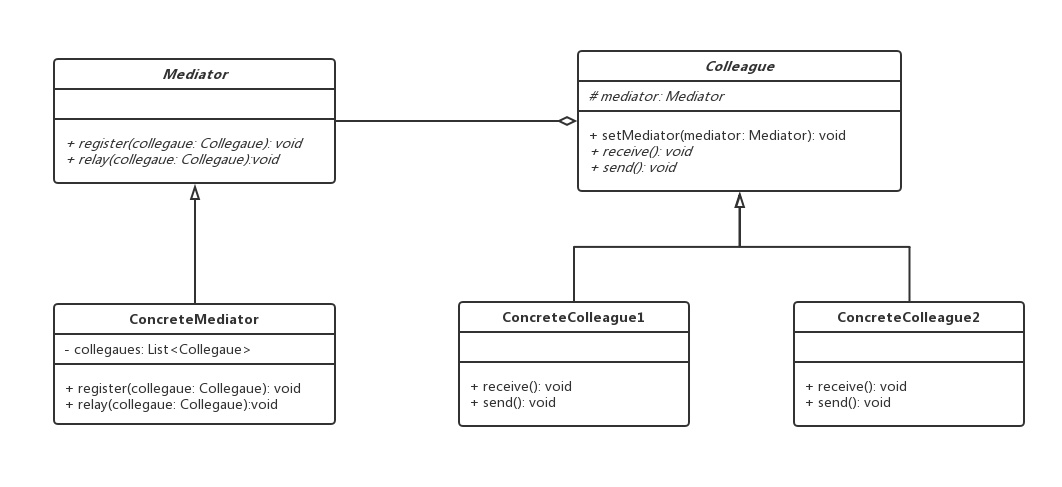 Mediator
+ register(collegaue: Collegaue): void
+ relay(collegaue: Collegaue):void
Colleague
# mediator: Mediator
+ setMediator(mediator: Mediator): void
+ receive(): void
+ send(): void
ConcreteMediator
- collegaues: List<Collegaue>
+ register(collegaue: Collegaue): void
+ relay(collegaue: Collegaue):void
ConcreteColleague1
+ receive(): void
+ send(): void
ConcreteColleague2
+ receive(): void
+ send(): void